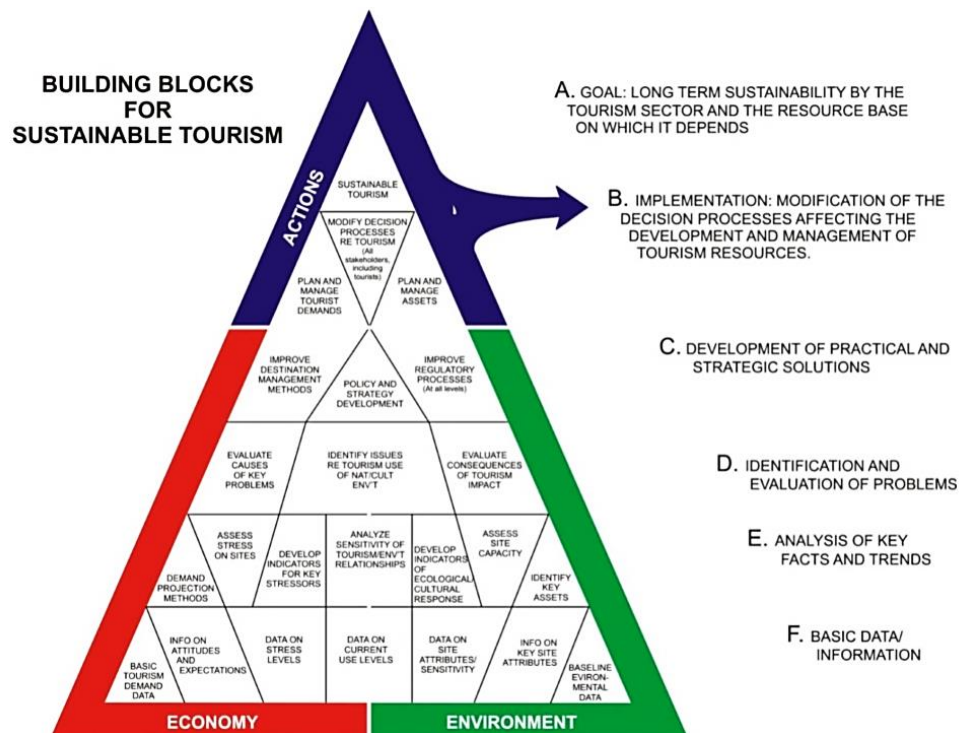 BUILDING BLOCKS
FOR
SUSTAINABLE TOURISM
A. GOAL: LONG TERM SUSTAINABILITY BY THE
TOURISM SECTOR AND THE RESOURCE BASE
ON WHICH IT DEPENDS
ACTIONS
SUSTAINABLE
TOURISM
B. IMPLEMENTATION: MODIFICATION OF THE
DECISION PROCESSES AFFECTING THE
DEVELOPMENT AND MANAGEMENT OF
TOURISM RESOURCES.
MODIFY DECISION
PROCESSES
RE TOURISM
(All
stakeholders,
including
tourists)
PLAN AND
MANAGE
TOURIST
DEMANDS
PLAN AND
MANAGE
ASSETS
C. DEVELOPMENT OF PRACTICAL AND
STRATEGIC SOLUTIONS
IMPROVE
DESTINATION
MANAGEMENT
METHODS
POLICY AND
STRATEGY
DEVELOPMENT
IMPROVE
REGULATORY
PROCESSES
(At all levels)
D. IDENTIFICATION AND
EVALUATION OF PROBLEMS
EVALUATE
CAUSES
OF KEY
PROBLEMS
IDENTIFY ISSUES
RE TOURISM USE
OF NAT/CULT
ENV'T
EVALUATE
CONSEQUENCES
OF TOURISM
IMPACT
E. ANALYSIS OF KEY
FACTS AND TRENDS
DEMAND
PROJECTION
METHODS
ASSESS
STRESS
ON SITES
DEVELOP
INDICATORS
FOR KEY
STRESSORS
ANALYZE
SENSITIVITY OF
TOURISM/ENV'T
RELATIONSHIPS
DEVELOP
INDICATORS
OF
ECOLOGICAL/
CULTURAL
RESPONSE
ASSESS
SITE
CAPACITY
IDENTIFY
KEY
ASSETS
F. BASIC DATA/
INFORMATION
BASIC
TOURISM
DEMAND
DATA
INFO ON
ATTITUDES
AND
EXPECTATIONS
DATA ON
STRESS
LEVELS
DATA ON
CURRENT
USE LEVELS
DATA ON
SITE
ATTRIBUTES/
SENSITIVITY
INFO ON
KEY SITE
ATTRIBUTES
BASELINE
EVIRON-
MENTAL
DATA
ECONOMY
ENVIRONMENT